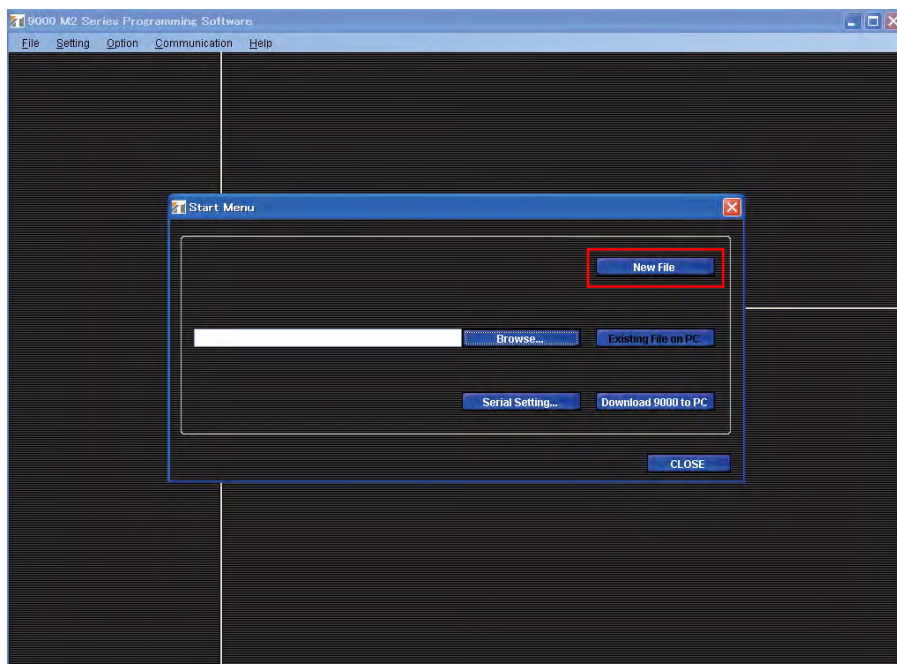 9000 M2 Series Programming Software
File Setting Option Communication Help
Start Menu
New File
Browse... Existing File on PC
Serial Setting... Download 9000 to PC
CLOSE